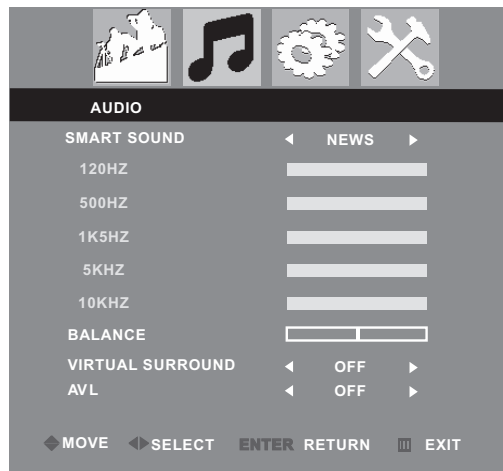 AUDIO
SMART SOUND NEWS
120HZ
500HZ
1K5HZ
5KHZ
10KHZ
BALANCE
VIRTUAL SURROUND OFF
AVL OFF
MOVE SELECT ENTER RETURN EXIT